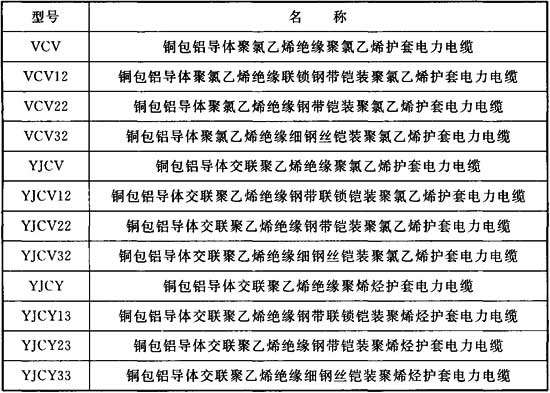 型号 名 称
VCV 铜包铝导体聚氯乙烯绝缘聚氯乙烯护套电力电缆
VCV12 铜包铝导体聚氯乙烯绝缘联锁钢带铠装聚氯乙烯护套电力电缆
VCV22 铜包铝导体聚氯乙烯绝缘钢带铠装聚氯乙烯护套电力电缆
VCV32 铜包铝导体聚氯乙烯绝缘细钢丝铠装聚氯乙烯护套电力电缆
YJCV 铜包铝导体交联聚乙烯绝缘聚氯乙烯护套电力电缆
YJCV12 铜包铝导体交联聚乙烯绝缘钢带联锁铠装聚氯乙烯护套电力电缆
YJCV22 铜包铝导体交联聚乙烯绝缘钢带铠装聚氯乙烯护套电力电缆
YJCV32 铜包铝导体交联聚乙烯绝缘细钢丝铠装聚氯乙烯护套电力电缆
YJCY 铜包铝导体交联聚乙烯绝缘聚烯烃护套电力电缆
YJCY13 铜包铝导体交联聚乙烯绝缘钢带联锁铠装聚烯烃护套电力电缆
YJCY23 铜包铝导体交联聚乙烯绝缘钢带铠装聚烯烃护套电力电缆
YJCY33 铜包铝导体交联聚乙烯绝缘细钢丝铠装聚烯烃护套电力电缆